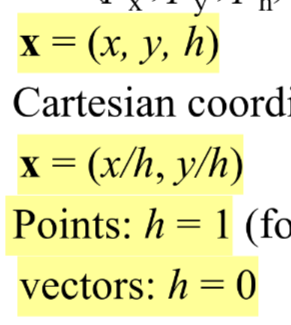 x = (x, y, h)
Cartesian coordi
x = (x/h, y/h)
Points: h = 1 (fo
vectors: h = 0